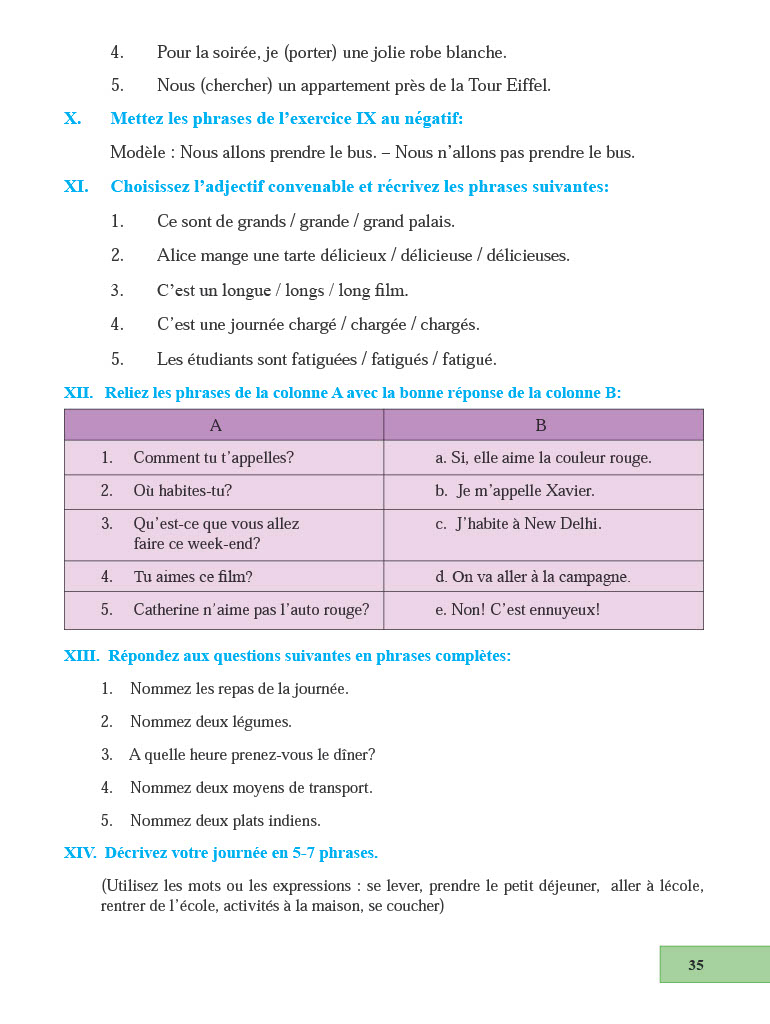 4. Pour la soirée, je (porter) une jolie robe blanche.
5. Nous (chercher) un appartement près de la Tour Eiffel.
X. Mettez les phrases de l'exercice IX au négatif:
Modèle : Nous allons prendre le bus. – Nous n'allons pas prendre le bus.
XI. Choisissez l'adjectif convenable et récrivez les phrases suivantes:
1. Ce sont de grands / grande / grand palais.
2. Alice mange une tarte délicieux / délicieuse / délicieuses.
3. C'est un longue / longs / long film.
4. C'est une journée chargé / chargée / chargés.
5. Les étudiants sont fatiguées / fatigués / fatigué.
XII. Reliez les phrases de la colonne A avec la bonne réponse de la colonne B:
A B
1. Comment tu t'appelles? a. Si, elle aime la couleur rouge.
2. Où habites-tu? b. Je m'appelle Xavier.
3. Qu'est-ce que vous allez c. J'habite à New Delhi.
faire ce week-end?
4. Tu aimes ce film? d. On va aller à la campagne.
5. Catherine n'aime pas l'auto rouge? e. Non! C'est ennuyeux!
XIII. Répondez aux questions suivantes en phrases complètes:
1. Nommez les repas de la journée.
2. Nommez deux légumes.
3. A quelle heure prenez-vous le dîner?
4. Nommez deux moyens de transport.
5. Nommez deux plats indiens.
XIV. Décrivez votre journée en 5-7 phrases.
(Utilisez les mots ou les expressions : se lever, prendre le petit déjeuner, aller à lécole,
rentrer de l'école, activités à la maison, se coucher)
35